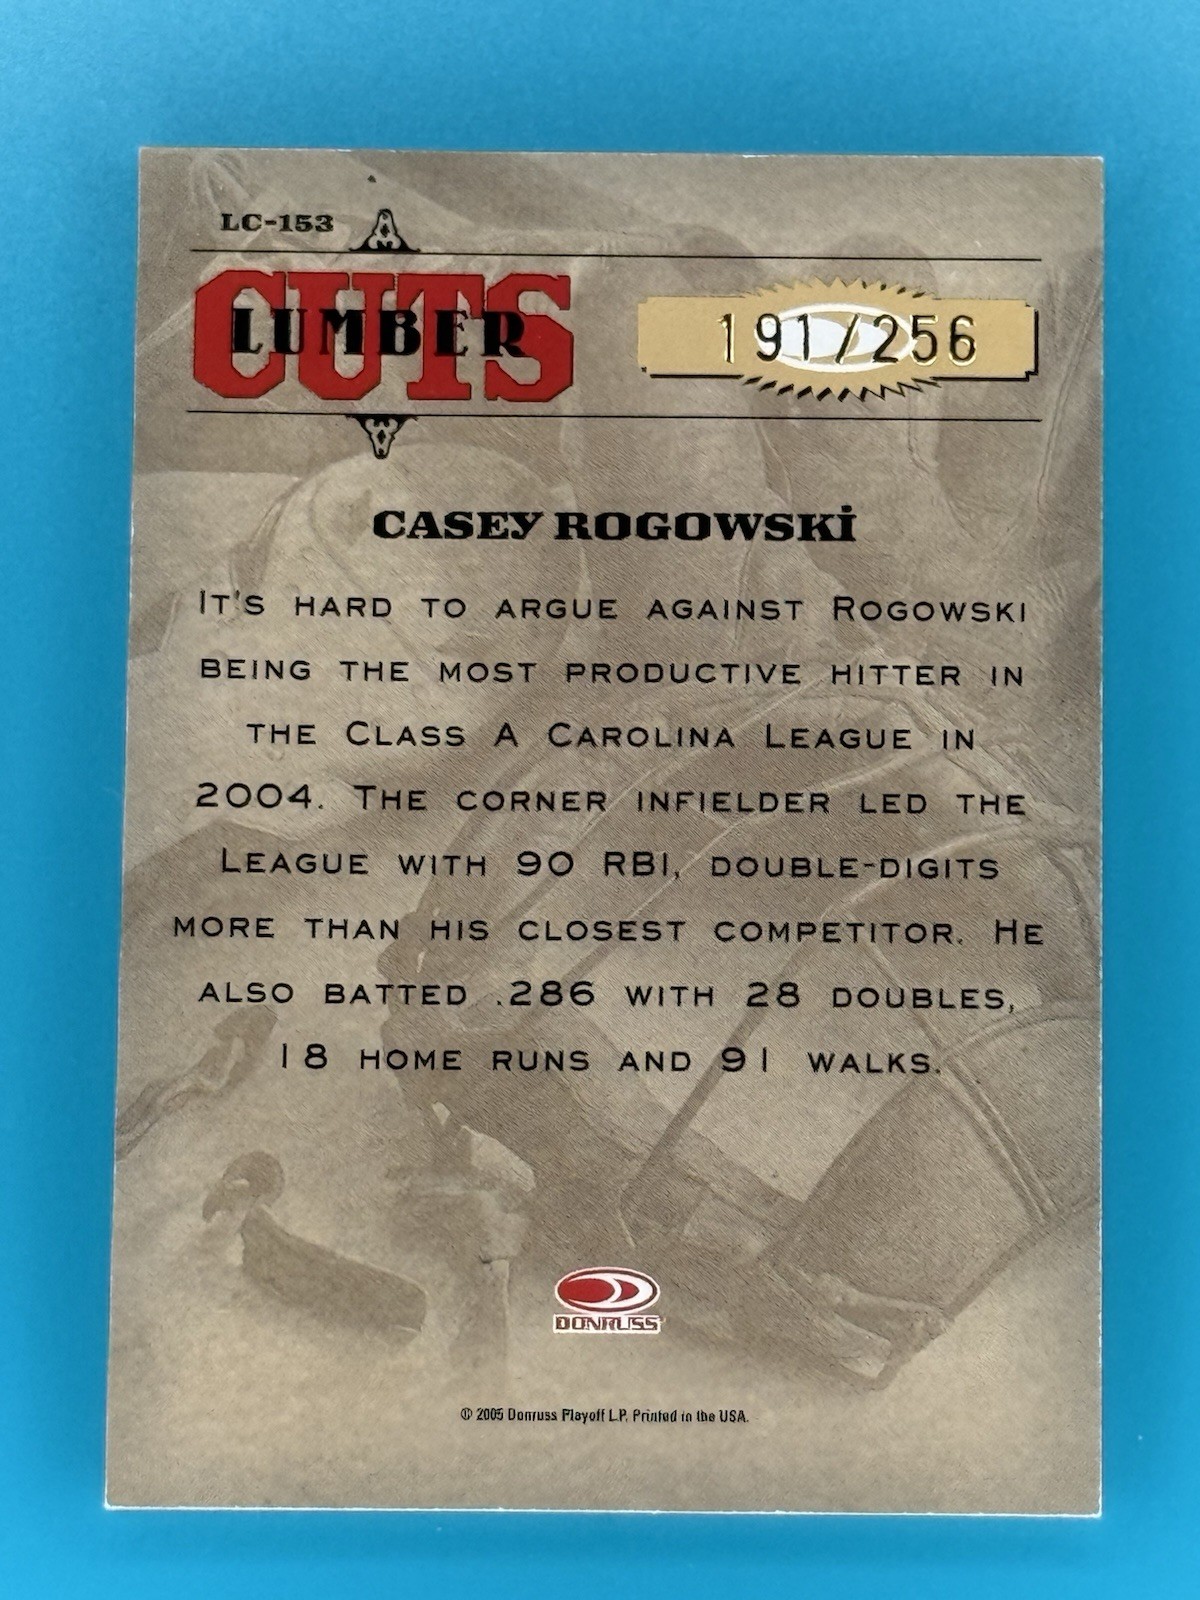 LC-153
LUMBER CUTS
191/256
CASEY ROGOWSKI
IT'S HARD TO ARGUE AGAINST ROGOWSKI
BEING THE MOST PRODUCTIVE HITTER IN
THE CLASS A CAROLINA LEAGUE IN
2004. THE CORNER INFIELDER LED THE
LEAGUE WITH 90 RBI, DOUBLE-DIGITS
MORE THAN HIS CLOSEST COMPETITOR. HE
ALSO BATTED .286 WITH 28 DOUBLES,
18 HOME RUNS AND 91 WALKS.
DONRUSS
© 2005 Donruss Playoff L.P. Printed in the USA.